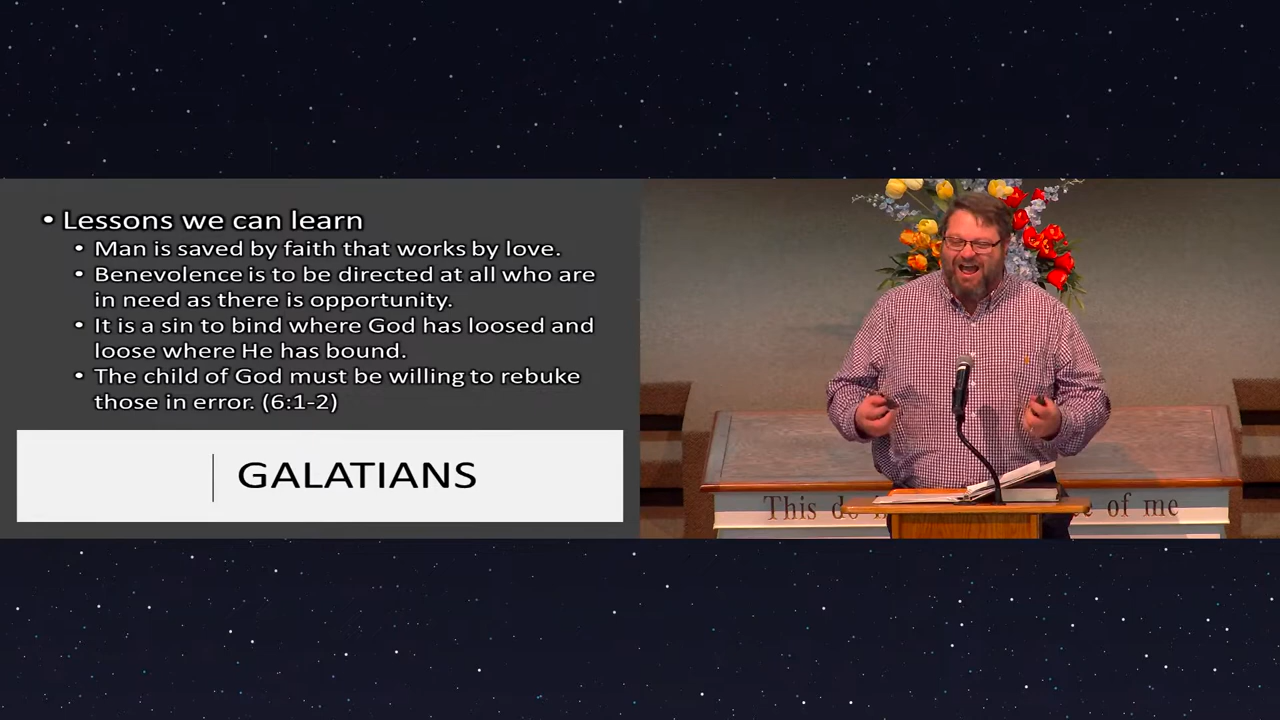 • Lessons we can learn
• Man is saved by faith that works by love.
• Benevolence is to be directed at all who are
in need as there is opportunity.
• It is a sin to bind where God has loosed and
loose where He has bound.
• The child of God must be willing to rebuke
those in error. (6:1-2)
GALATIANS
This do of me